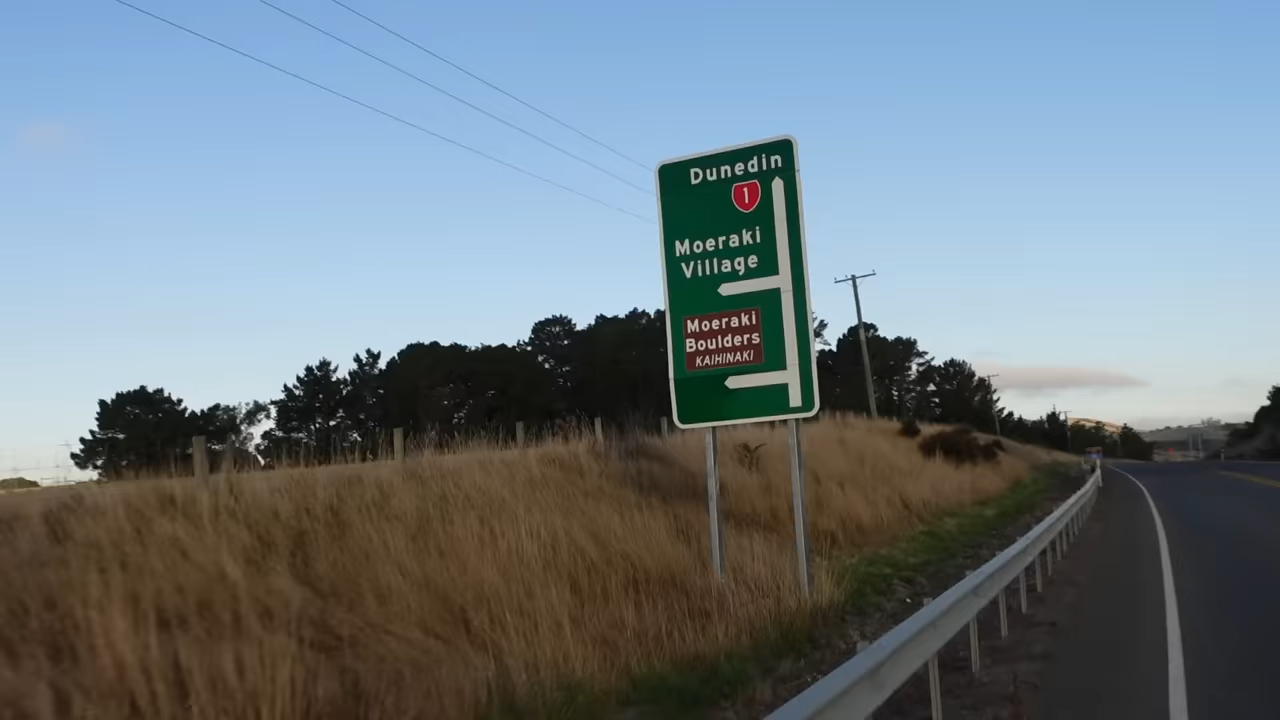 Dunedin
1
Moeraki
Village
Moeraki
Boulders
KAIHINAKI